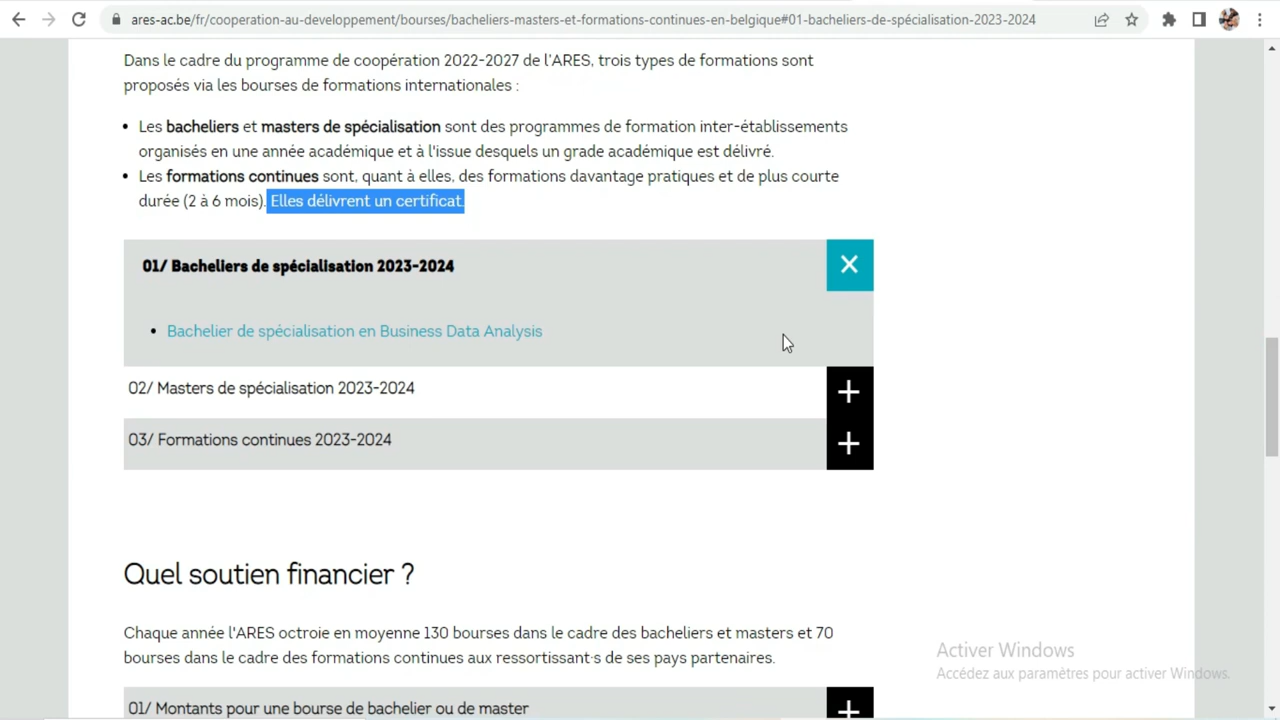 ares-ac.be/fr/cooperation-au-developpement/bourses/bacheliers-masters-et-formations-continues-en-belgique#01-bacheliers-de-spécialisation-2023-2024
Dans le cadre du programme de coopération 2022-2027 de l'ARES, trois types de formations sont
proposés via les bourses de formations internationales :
• Les bacheliers et masters de spécialisation sont des programmes de formation inter-établissements
organisés en une année académique et à l'issue desquels un grade académique est délivré.
• Les formations continues sont, quant à elles, des formations davantage pratiques et de plus courte
durée (2 à 6 mois). Elles délivrent un certificat.
01/ Bacheliers de spécialisation 2023-2024
• Bachelier de spécialisation en Business Data Analysis
02/ Masters de spécialisation 2023-2024
03/ Formations continues 2023-2024
Quel soutien financier ?
Chaque année l'ARES octroie en moyenne 130 bourses dans le cadre des bacheliers et masters et 70
bourses dans le cadre des formations continues aux ressortissant·s de ses pays partenaires.
Activer Windows
Accédez aux paramètres pour activer Windows.
01/ Montants pour une bourse de bachelier ou de master